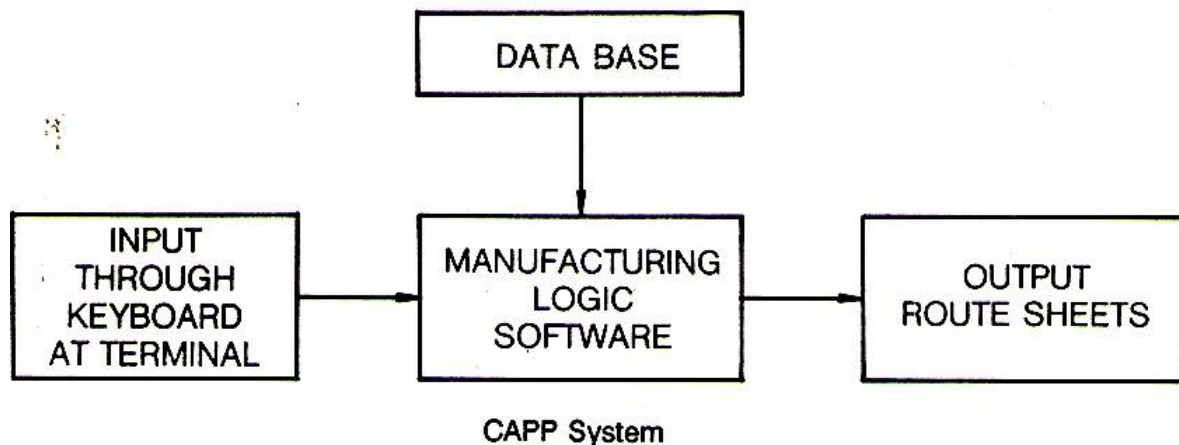 DATA BASE
INPUT
THROUGH
KEYBOARD
AT TERMINAL
MANUFACTURING
LOGIC
SOFTWARE
OUTPUT
ROUTE SHEETS
CAPP System